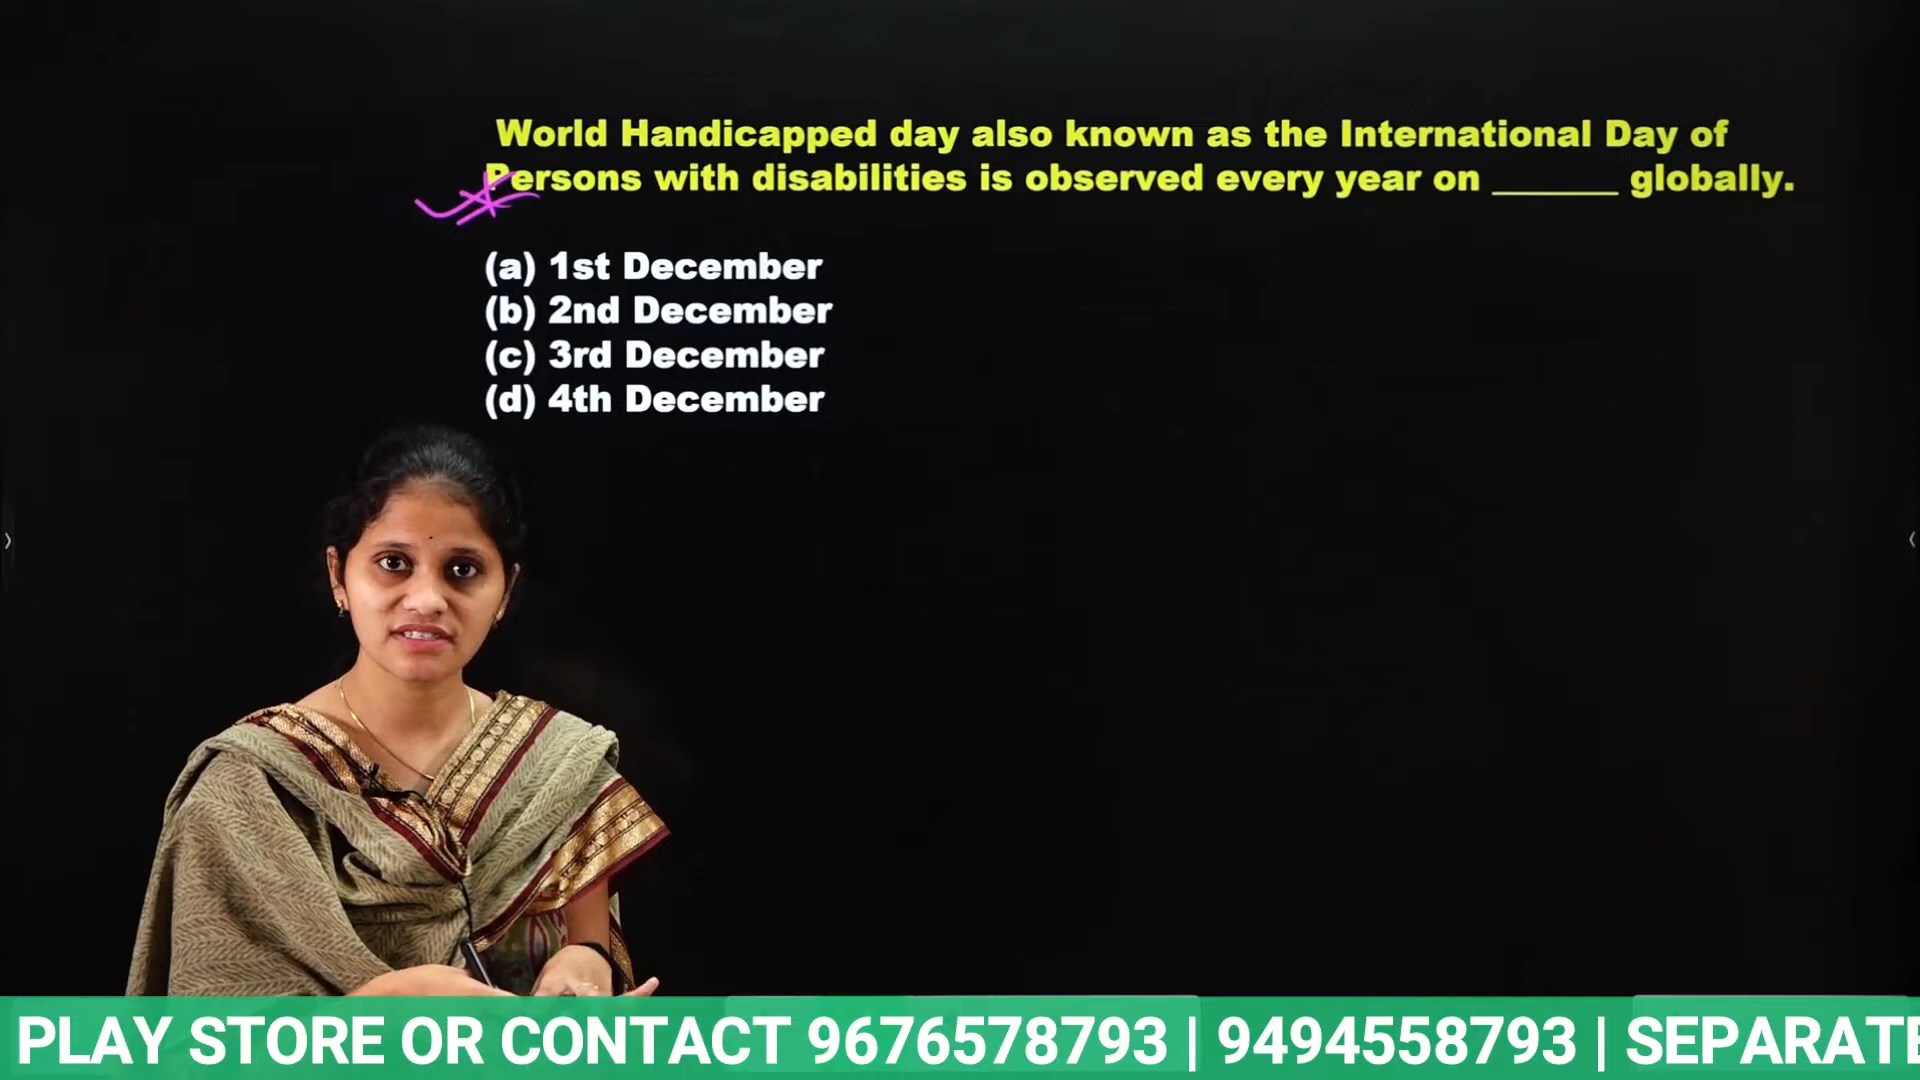 World Handicapped day also known as the International Day of
Persons with disabilities is observed every year on ______ globally.
(a) 1st December
(b) 2nd December
(c) 3rd December
(d) 4th December
PLAY STORE OR CONTACT 9676578793 | 9494558793 | SEPARATE